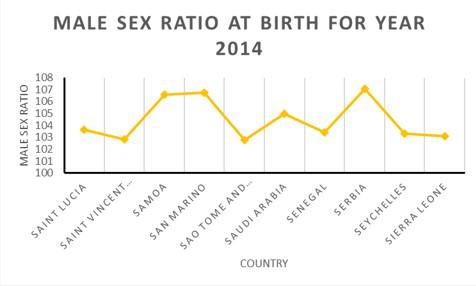 MALE SEX RATIO AT BIRTH FOR YEAR
2014
MALE SEX RATIO
108
107
106
105
104
103
102
101
100
SAINT LUCIA
SAINT VINCENT...
SAMOA
SAN MARINO
SAO TOME AND...
SAUDI ARABIA
SENEGAL
SERBIA
SEYCHELLES
SIERRA LEONE
COUNTRY